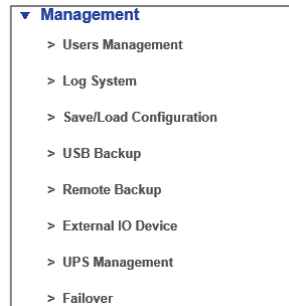 ▼ Management
> Users Management
> Log System
> Save/Load Configuration
> USB Backup
> Remote Backup
> External IO Device
> UPS Management
> Failover